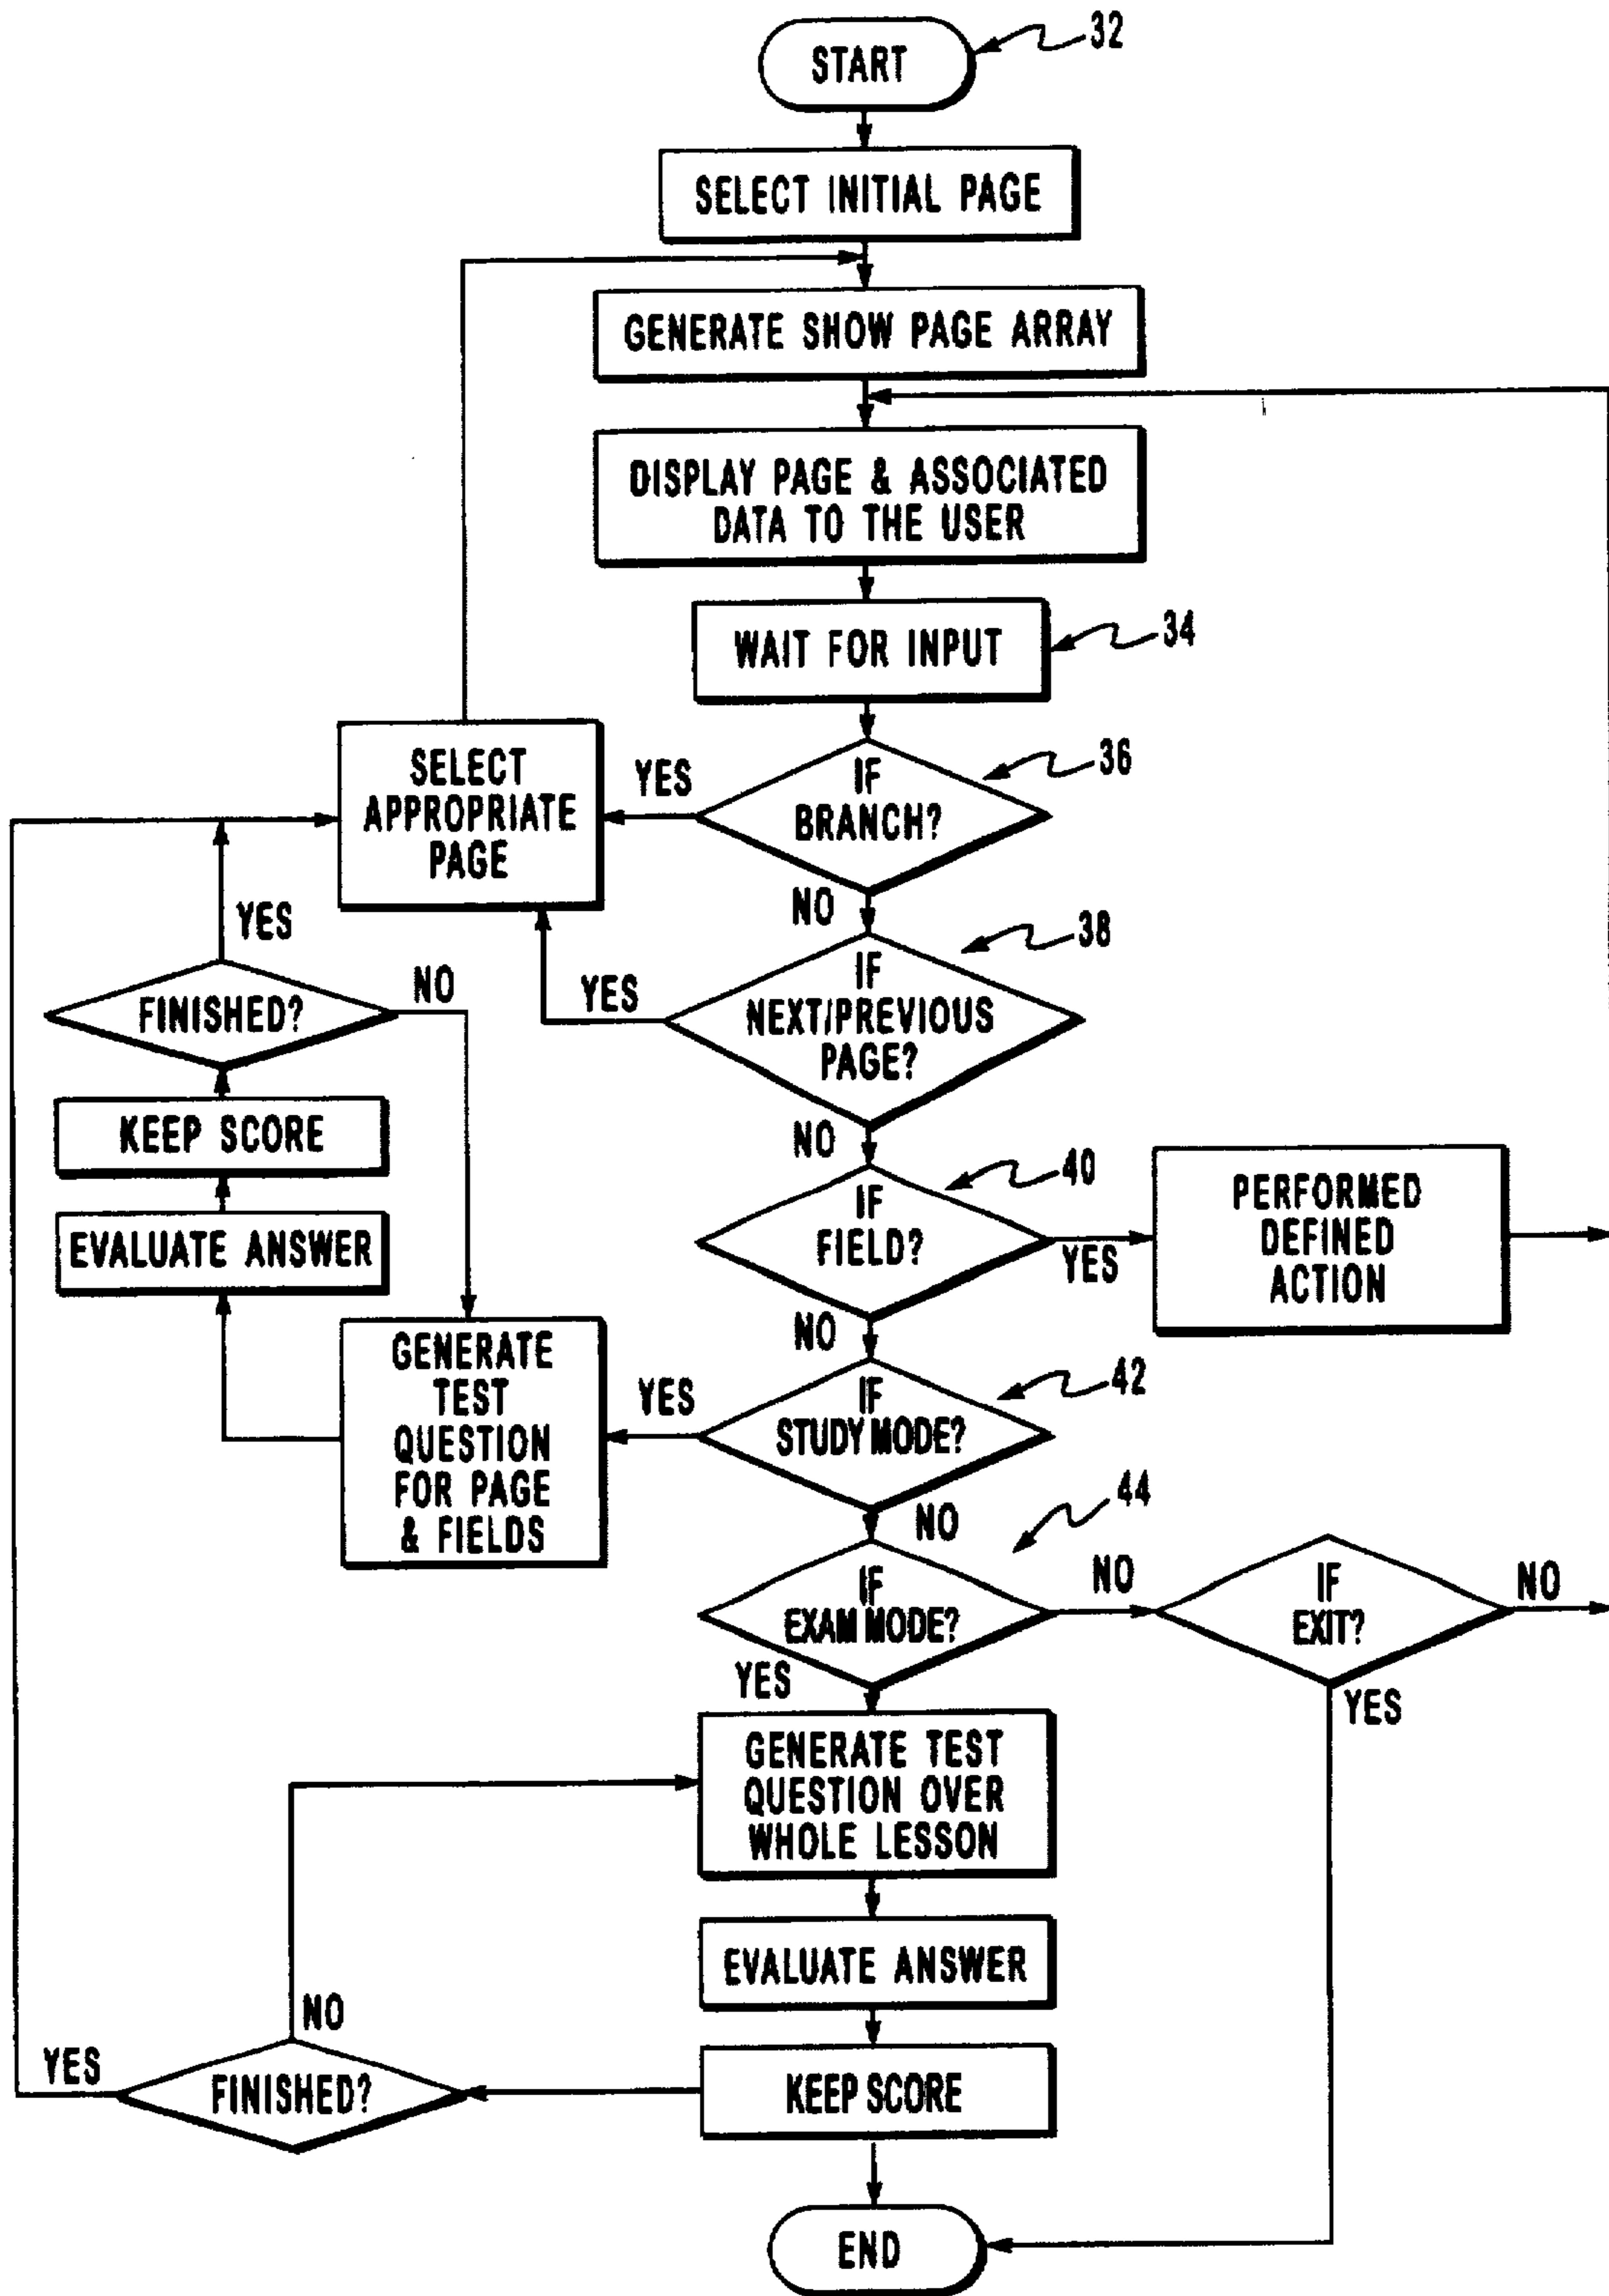 START
32
SELECT INITIAL PAGE
GENERATE SHOW PAGE ARRAY
DISPLAY PAGE & ASSOCIATED
DATA TO THE USER
WAIT FOR INPUT
34
SELECT
APPROPRIATE
PAGE
YES
IF
BRANCH?
36
NO
YES
FINISHED?
NO
YES
IF
NEXT/PREVIOUS
PAGE?
38
NO
KEEP SCORE
EVALUATE ANSWER
IF
FIELD?
40
YES
PERFORMED
DEFINED
ACTION
NO
GENERATE
TEST
QUESTION
FOR PAGE
& FIELDS
YES
IF
STUDY MODE?
42
NO
44
IF
EXAM MODE?
NO
IF
EXIT?
NO
YES
YES
GENERATE TEST
QUESTION OVER
WHOLE LESSON
EVALUATE ANSWER
NO
YES
FINISHED?
KEEP SCORE
END